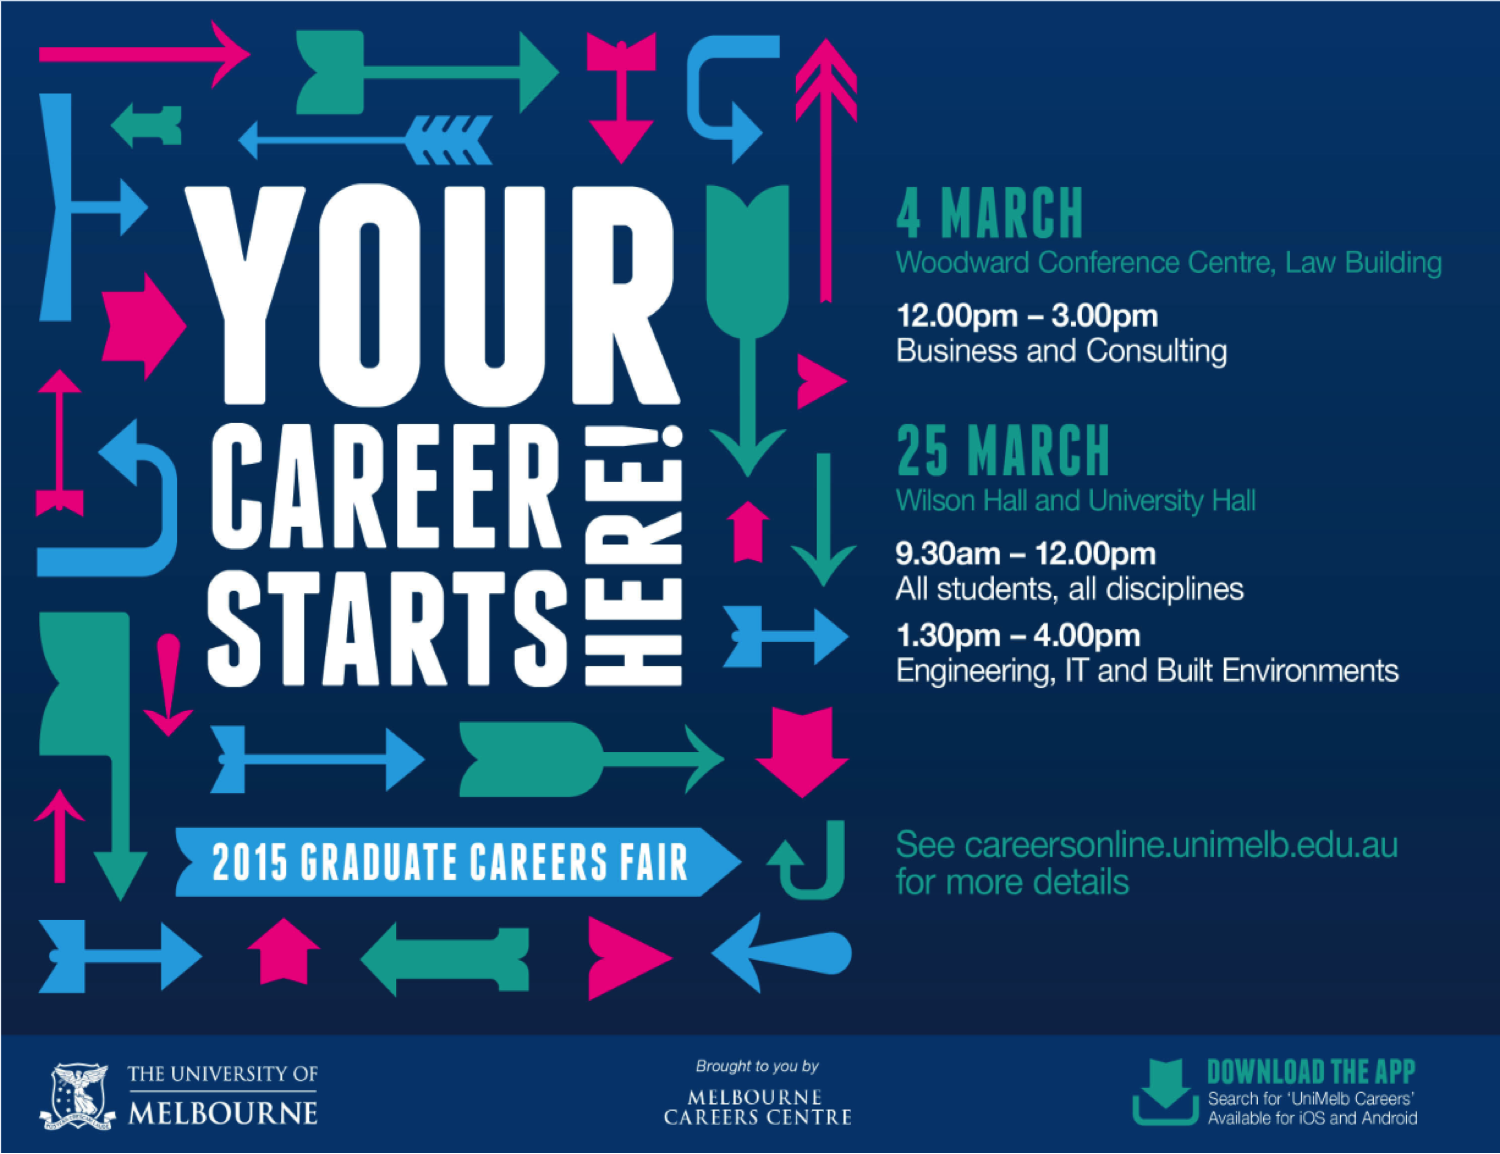 YOUR
CAREER
STARTS
HERE!
2015 GRADUATE CAREERS FAIR
4 MARCH
Woodward Conference Centre, Law Building
12.00pm – 3.00pm
Business and Consulting
25 MARCH
Wilson Hall and University Hall
9.30am – 12.00pm
All students, all disciplines
1.30pm – 4.00pm
Engineering, IT and Built Environments
See careersonline.unimelb.edu.au
for more details
THE UNIVERSITY OF
MELBOURNE
Brought to you by
MELBOURNE
CAREERS CENTRE
DOWNLOAD THE APP
Search for 'UniMelb Careers'
Available for iOS and Android